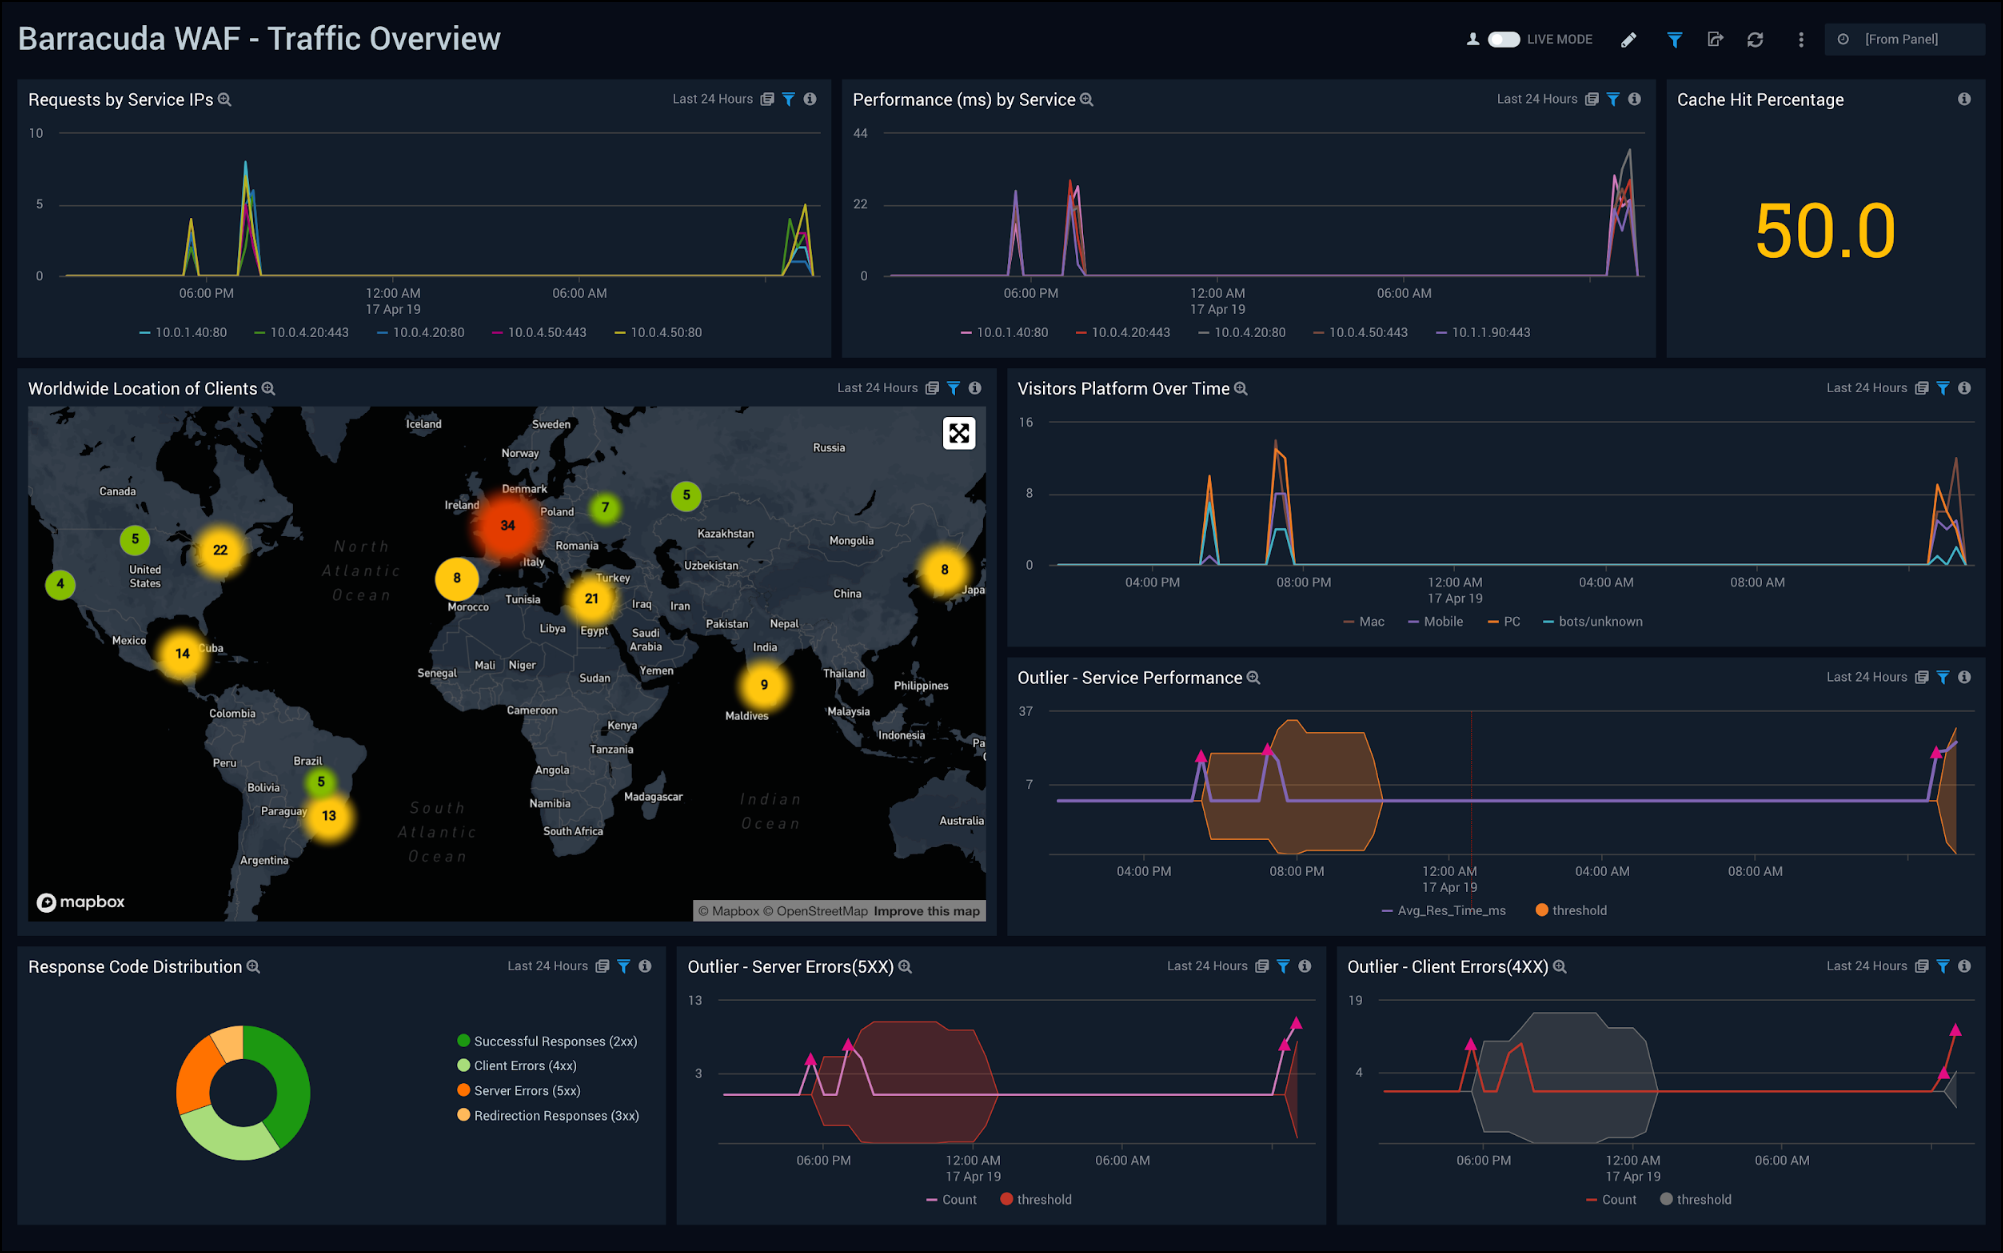 Barracuda WAF - Traffic Overview
LIVE MODE
[From Panel]
Requests by Service IPs
Last 24 Hours
10
5
0
06:00 PM
12:00 AM
06:00 AM
17 Apr 19
10.0.1.40:80
10.0.4.20:443
10.0.4.20:80
10.0.4.50:443
10.0.4.50:80
Performance (ms) by Service
Last 24 Hours
44
22
0
06:00 PM
12:00 AM
06:00 AM
17 Apr 19
10.0.1.40:80
10.0.4.20:443
10.0.4.20:80
10.0.4.50:443
10.1.1.90:443
Cache Hit Percentage
50.0
Worldwide Location of Clients
Last 24 Hours
Iceland
Sweden
Russia
Norway
Canada
Denmark
Ireland
Poland
34
7
5
5
22
North
Atlantic
Ocean
Romania
Kazakhstan
Mongolia
Italy
Uzbekistan
United
States
4
8
Turkey
8
Japa
Morocco
Tunisia
21
Iraq
Iran
China
Libya
Egypt
Pakistan
Nepal
Saudi
Arabia
India
Mexico
14
Cuba
Senegal
Mali
Niger
Sudan
Yemen
9
Thailand
Philippines
Colombia
Cameroon
Maldives
Malaysia
Kenya
Indonesia
Pa
Tanzania
Peru
Brazil
Angola
5
Bolivia
Paraguay
13
Namibia
Madagascar
South
Atlantic
Ocean
Indian
Ocean
South Africa
Australia
Argentina
mapbox
© Mapbox © OpenStreetMap Improve this map
Visitors Platform Over Time
Last 24 Hours
16
8
0
04:00 PM
08:00 PM
12:00 AM
04:00 AM
08:00 AM
17 Apr 19
Mac
Mobile
PC
bots/unknown
Outlier - Service Performance
Last 24 Hours
37
7
04:00 PM
08:00 PM
12:00 AM
04:00 AM
08:00 AM
17 Apr 19
Avg_Res_Time_ms
threshold
Response Code Distribution
Last 24 Hours
Successful Responses (2xx)
Client Errors (4xx)
Server Errors (5xx)
Redirection Responses (3xx)
Outlier - Server Errors(5XX)
Last 24 Hours
13
3
06:00 PM
12:00 AM
06:00 AM
17 Apr 19
Count
threshold
Outlier - Client Errors(4XX)
Last 24 Hours
19
4
06:00 PM
12:00 AM
06:00 AM
17 Apr 19
Count
threshold